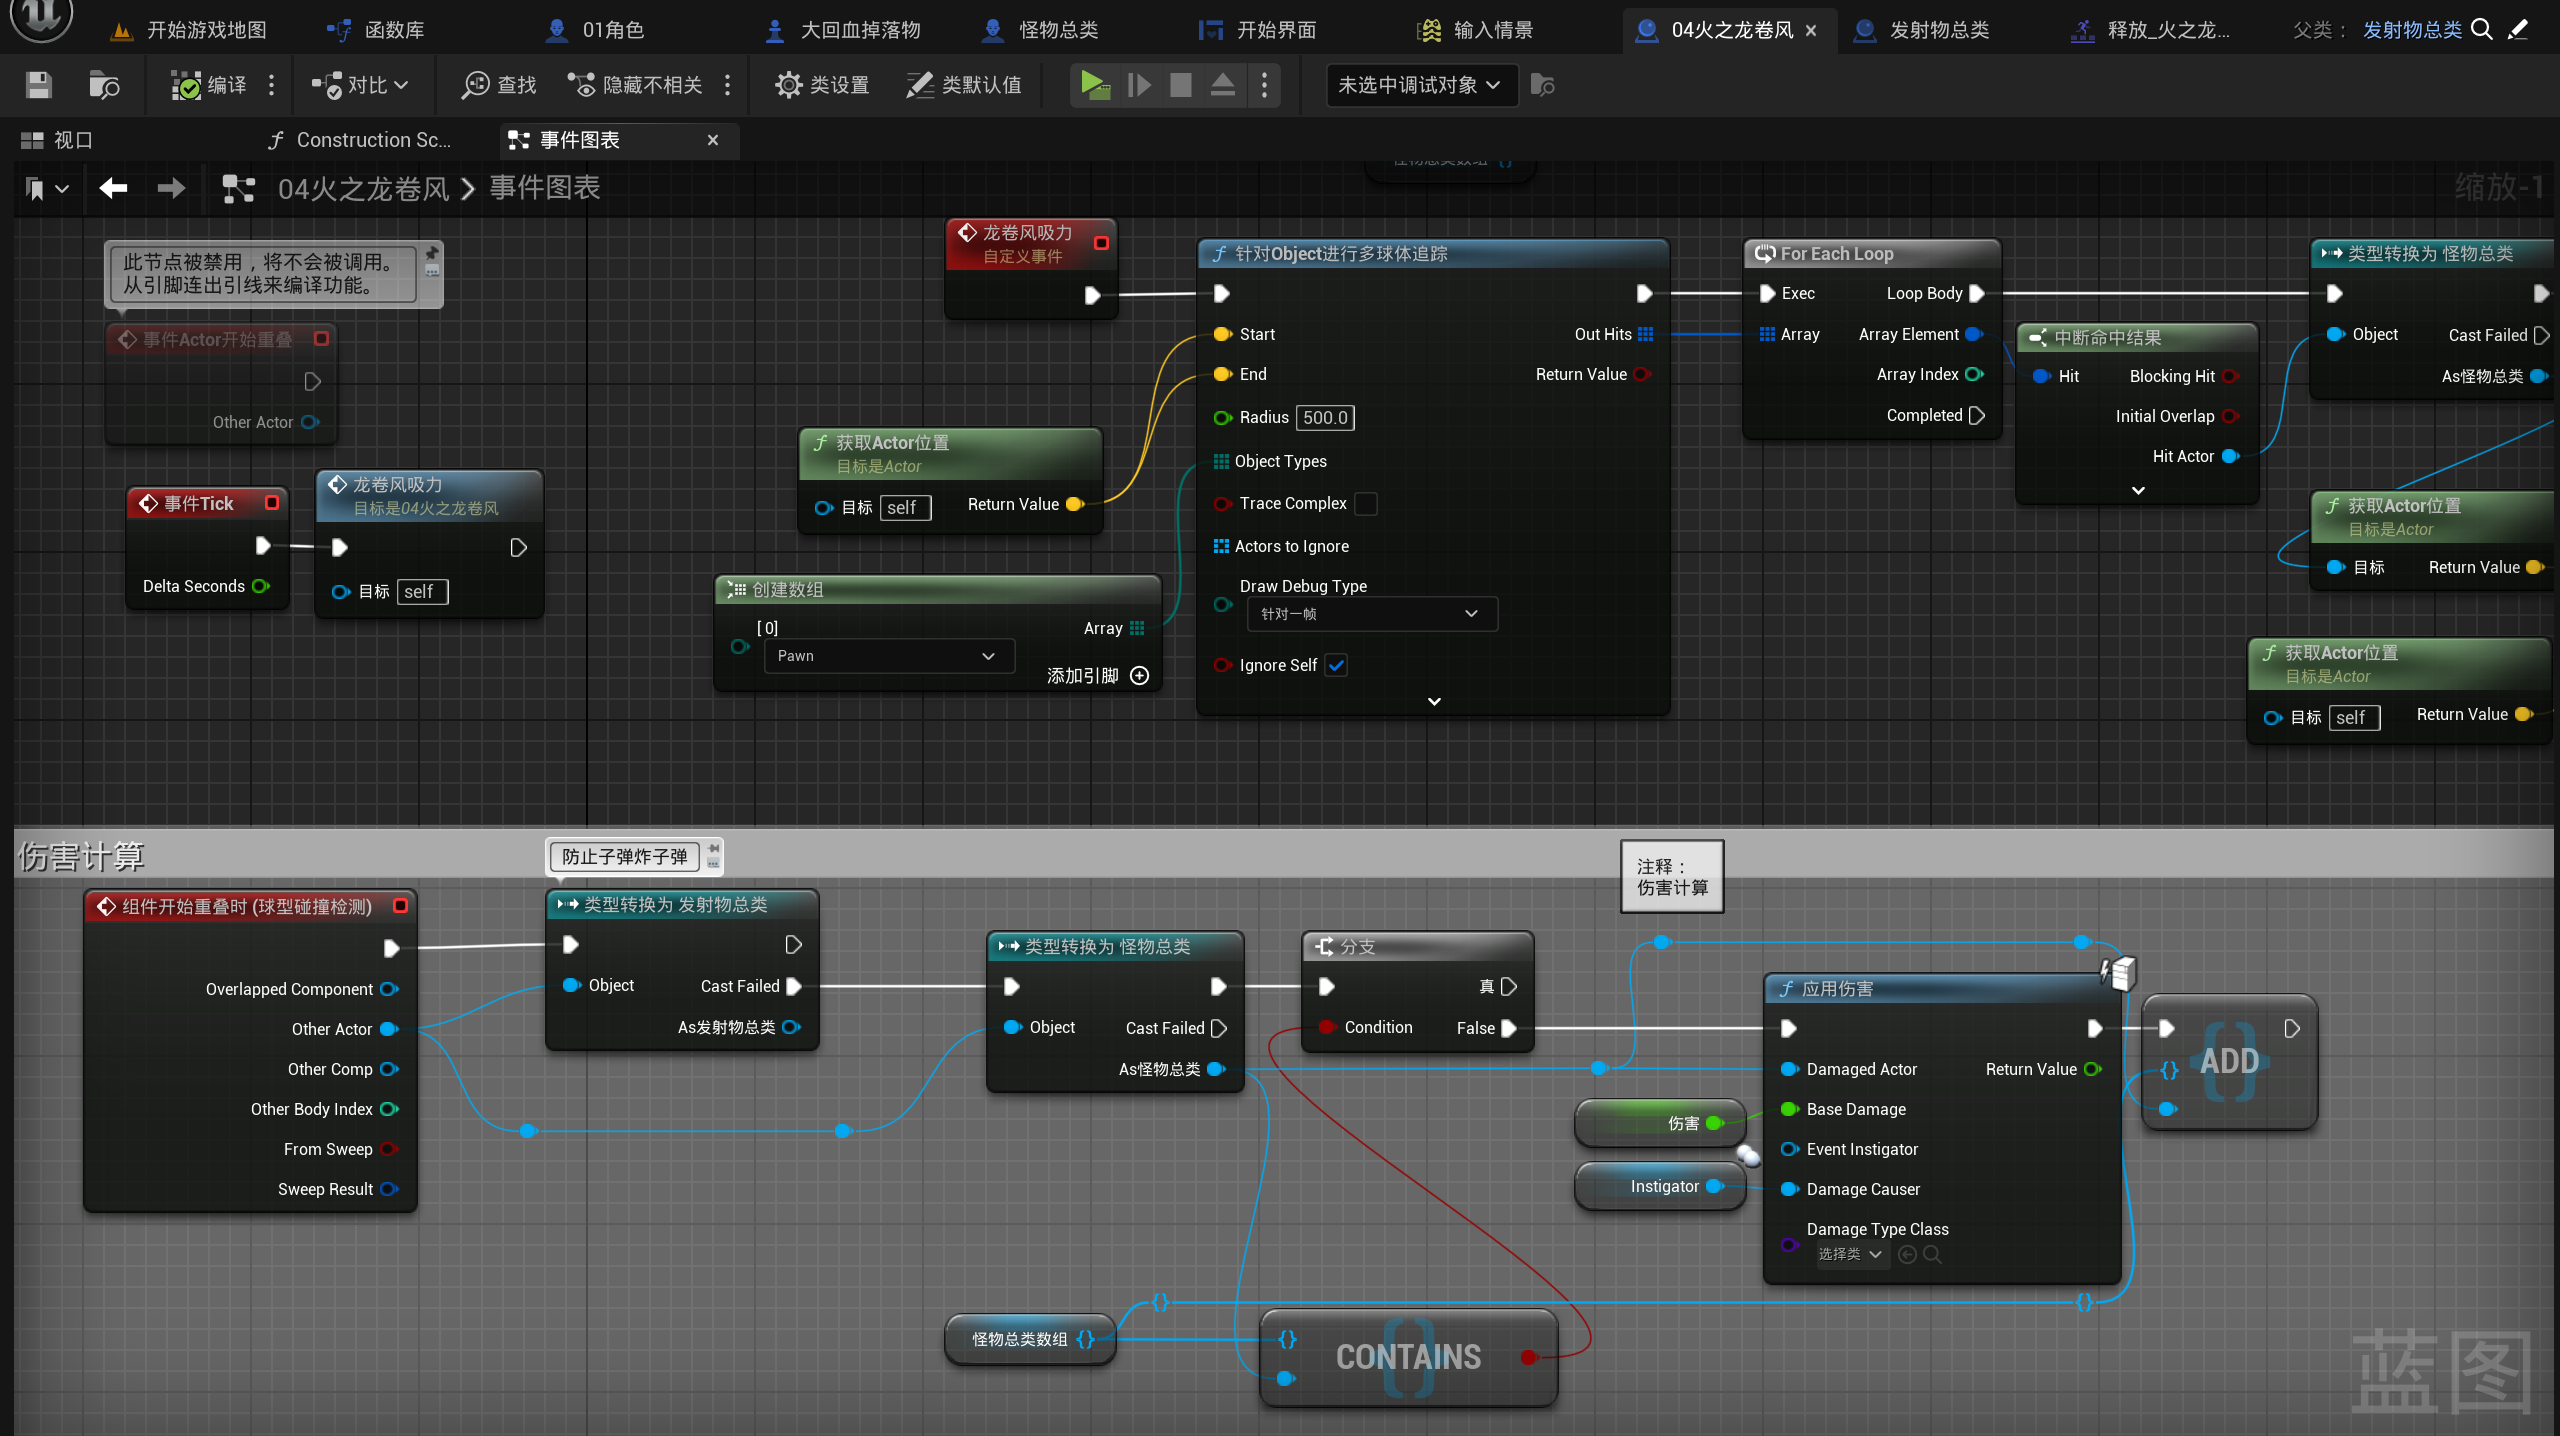 开始游戏地图
函数库
01角色
大回血掉落物
怪物总类
开始界面
输入情景
04火之龙卷风
发射物总类
释放_火之龙...
父类： 发射物总类
编译
对比
查找
隐藏不相关
类设置
类默认值
未选中调试对象
视口
Construction Sc...
事件图表
04火之龙卷风 > 事件图表
缩放-1
怪物总类数组 {}
此节点被禁用，将不会被调用。
从引脚连出引线来编译功能。
事件Actor开始重叠
Other Actor
事件Tick
Delta Seconds
龙卷风吸力
目标是04火之龙卷风
目标 self
龙卷风吸力
自定义事件
获取Actor位置
目标是Actor
目标 self Return Value
创建数组
[ 0]
Array
Pawn
添加引脚
针对Object进行多球体追踪
Start Out Hits
End Return Value
Radius 500.0
Object Types
Trace Complex
Actors to Ignore
Draw Debug Type
针对一帧
Ignore Self
For Each Loop
Exec Loop Body
Array Array Element
Array Index
Completed
中断命中结果
Hit Blocking Hit
Initial Overlap
Hit Actor
类型转换为 怪物总类
Object Cast Failed
As怪物总类
获取Actor位置
目标是Actor
目标 Return Value
获取Actor位置
目标是Actor
目标 self Return Value
伤害计算
防止子弹炸子弹
注释：
伤害计算
组件开始重叠时 (球型碰撞检测)
Overlapped Component
Other Actor
Other Comp
Other Body Index
From Sweep
Sweep Result
类型转换为 发射物总类
Object Cast Failed
As发射物总类
类型转换为 怪物总类
Object Cast Failed
As怪物总类
分支
真
Condition False
伤害
Instigator
应用伤害
Damaged Actor Return Value
Base Damage
Event Instigator
Damage Causer
Damage Type Class
选择类
ADD
怪物总类数组 {}
CONTAINS
蓝图